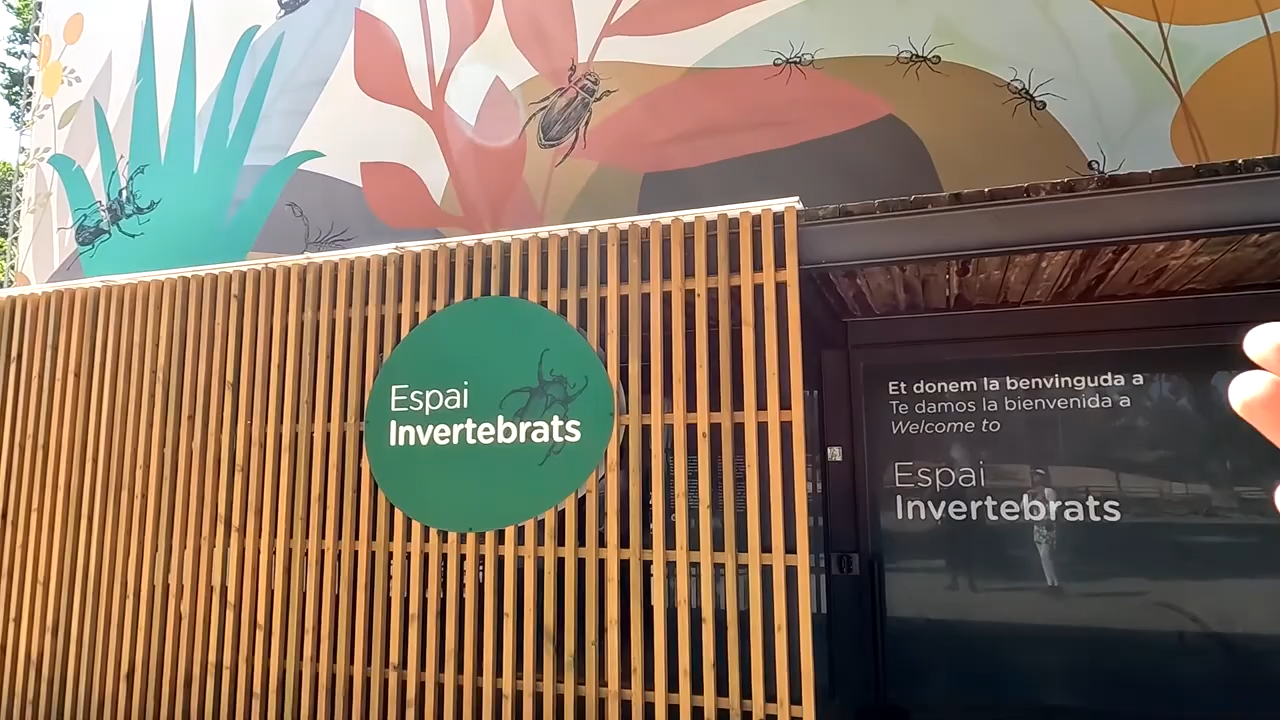 Espai
Invertebrats
Et donem la benvinguda a
Te damos la bienvenida a
Welcome to
Espai
Invertebrats